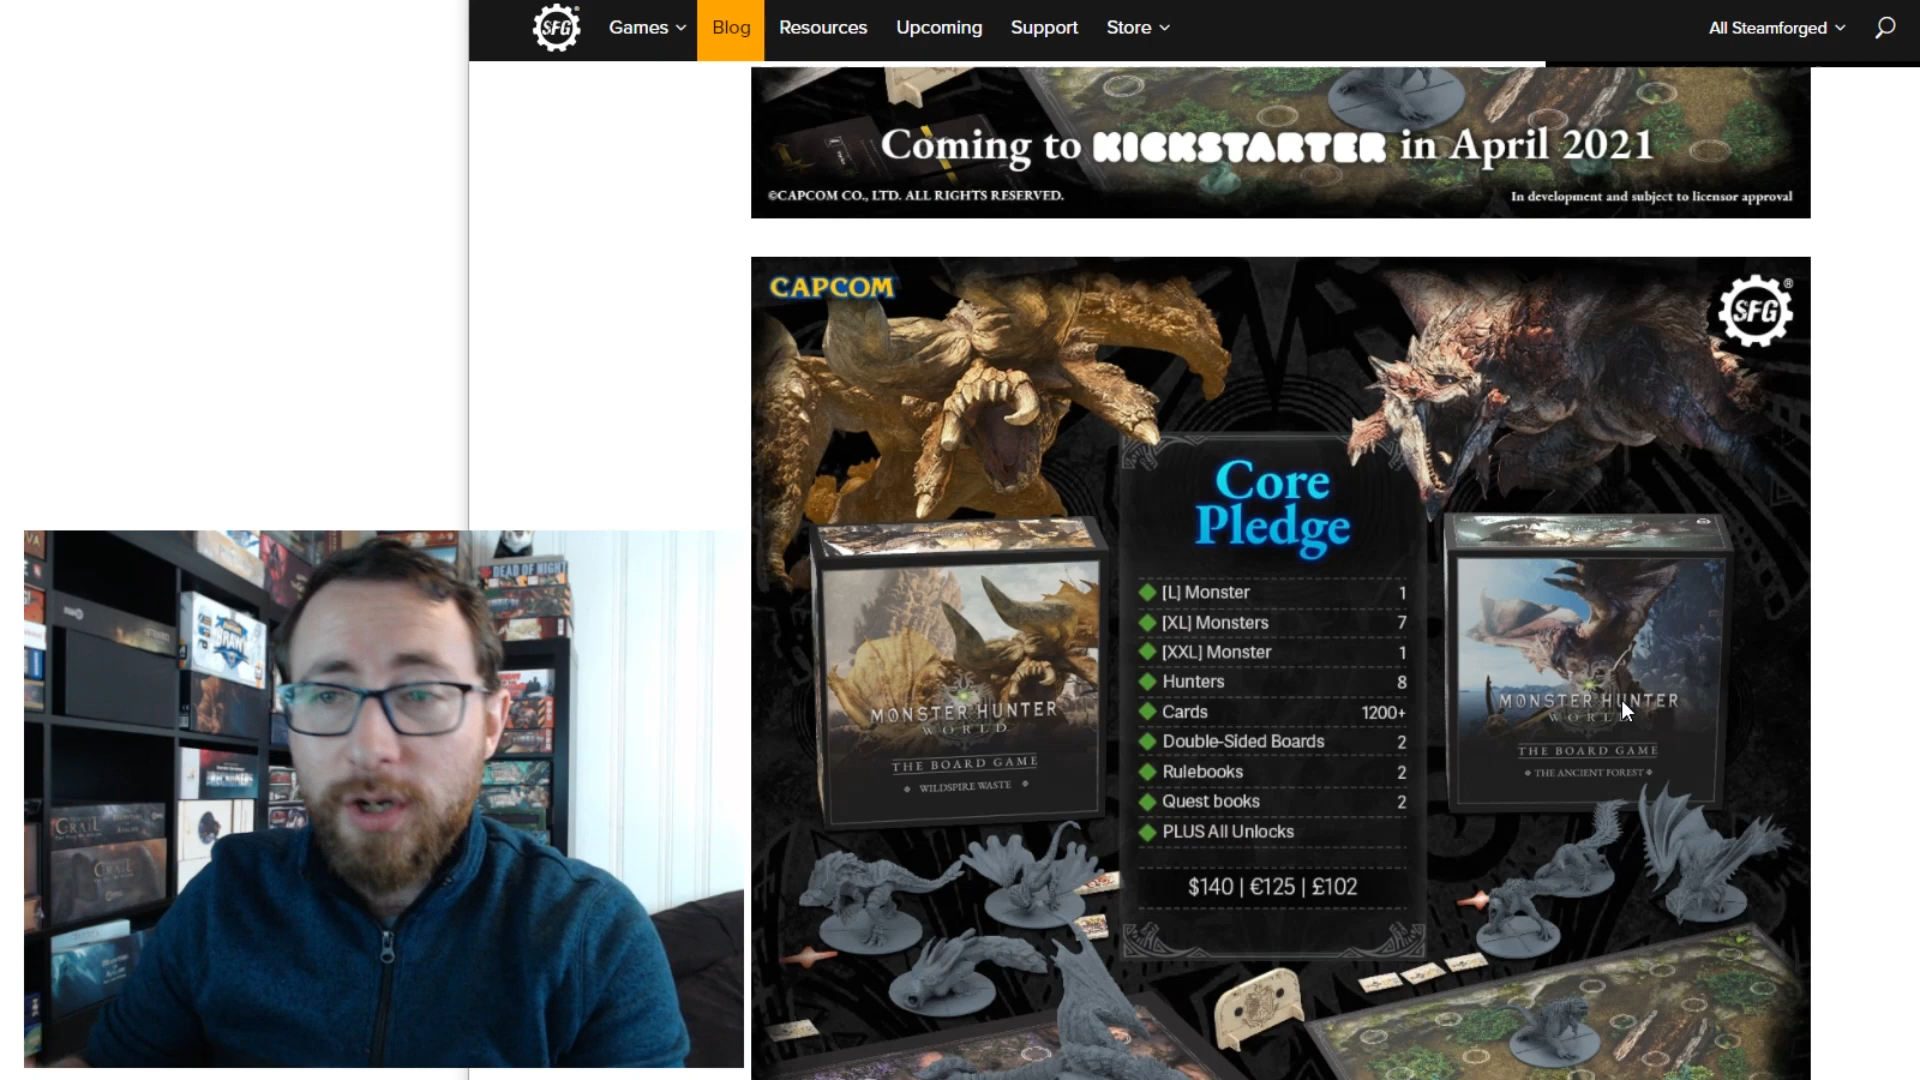 SFG
Games
Blog
Resources
Upcoming
Support
Store
All Steamforged
Coming to KICKSTARTER in April 2021
©CAPCOM CO., LTD. ALL RIGHTS RESERVED.
In development and subject to licensor approval
CAPCOM
SFG
Core
Pledge
[L] Monster 1
[XL] Monsters 7
[XXL] Monster 1
Hunters 8
Cards 1200+
Double-Sided Boards 2
Rulebooks 2
Quest books 2
PLUS All Unlocks
$140 | €125 | £102
MONSTER HUNTER
WORLD
THE BOARD GAME
WILDSPIRE WASTE
MONSTER HUNTER
THE BOARD GAME
THE ANCIENT FOREST
DEAD OF NIGHT
GRAIL
GRAIL